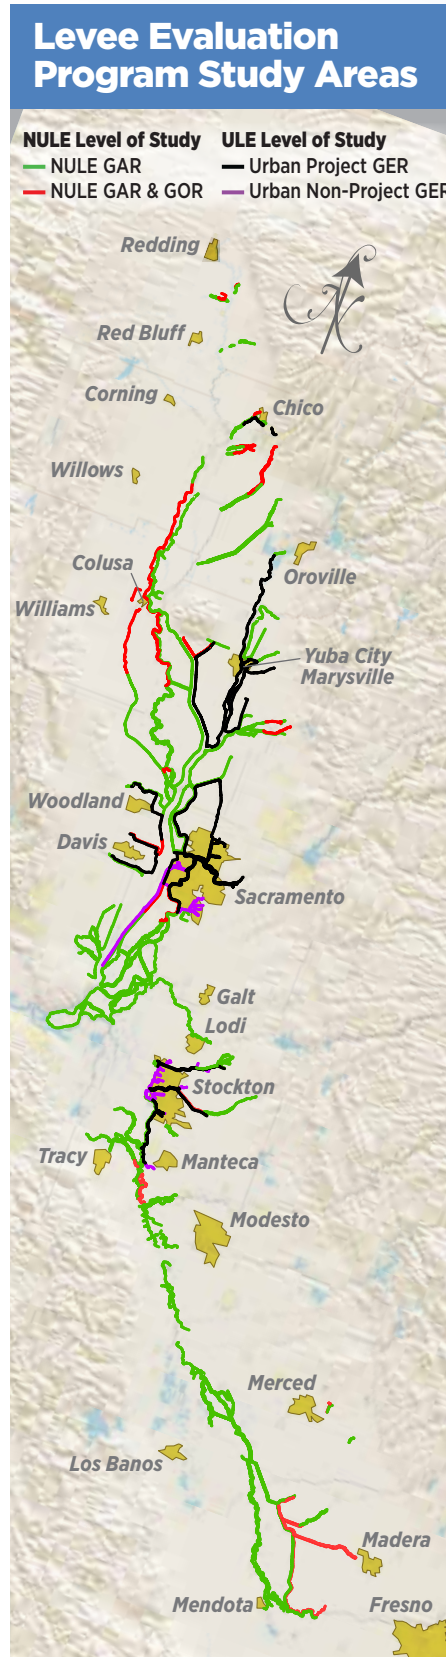 Levee Evaluation
Program Study Areas
NULE Level of Study
NULE GAR
NULE GAR & GOR
ULE Level of Study
Urban Project GER
Urban Non-Project GER
Redding
Red Bluff
Corning
Chico
Willows
Colusa
Oroville
Williams
Yuba City
Marysville
Woodland
Davis
Sacramento
Galt
Lodi
Stockton
Tracy
Manteca
Modesto
Merced
Los Banos
Madera
Mendota
Fresno